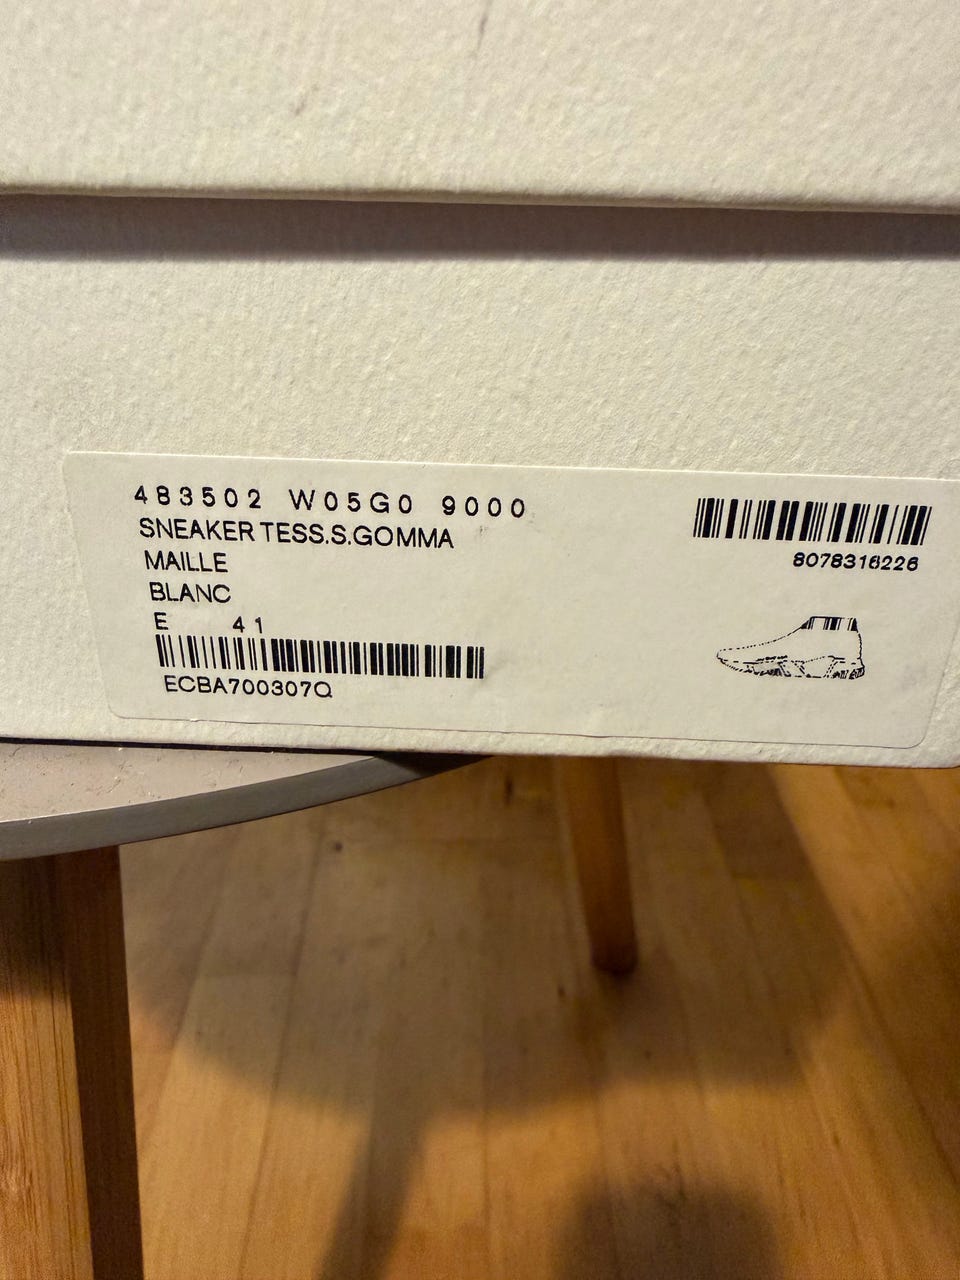 483502 W05G0 9000
SNEAKER TESS.S.GOMMA
MAILLE
BLANC
E 41
ECBA700307Q
8078316226